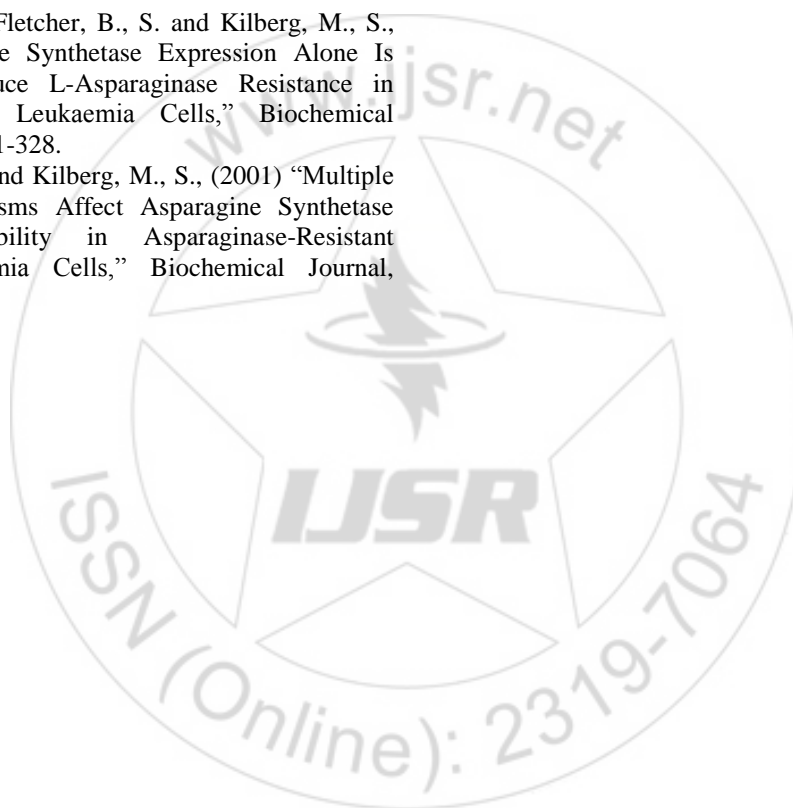 Fletcher, B., S. and Kilberg, M., S.,
e Synthetase Expression Alone Is
uce L-Asparaginase Resistance in
Leukaemia Cells,” Biochemical
1-328.
nd Kilberg, M., S., (2001) “Multiple
sms Affect Asparagine Synthetase
bility in Asparaginase-Resistant
mia Cells,” Biochemical Journal,
www.ijsr.net
IJSR
ISSN (Online): 2319-7064